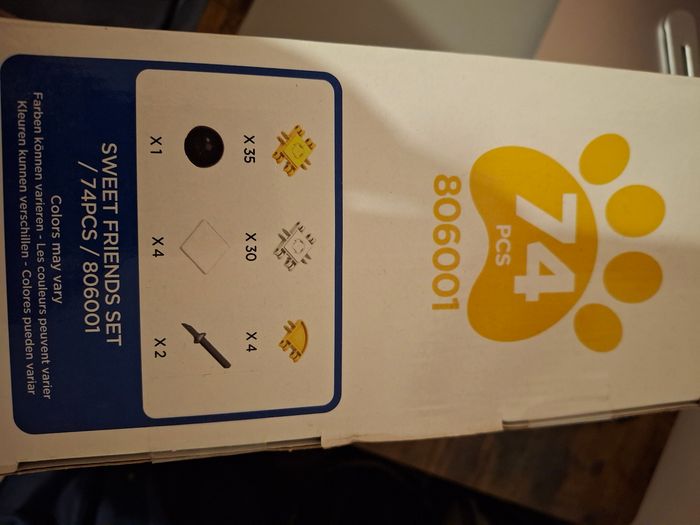 74
PCS
806001
X 35
X 30
X 4
X 1
X 4
X 2
SWEET FRIENDS SET
/ 74PCS / 806001
Colors may vary
Farben können varieren - Les couleurs peuvent varier
Kleuren kunnen verschillen - Colores pueden variar